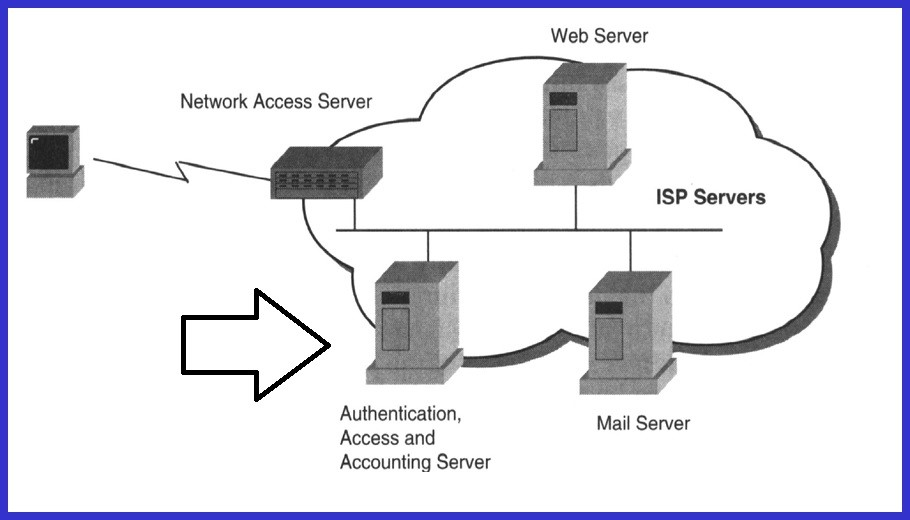 Web Server
Network Access Server
ISP Servers
Authentication,
Access and
Accounting Server
Mail Server